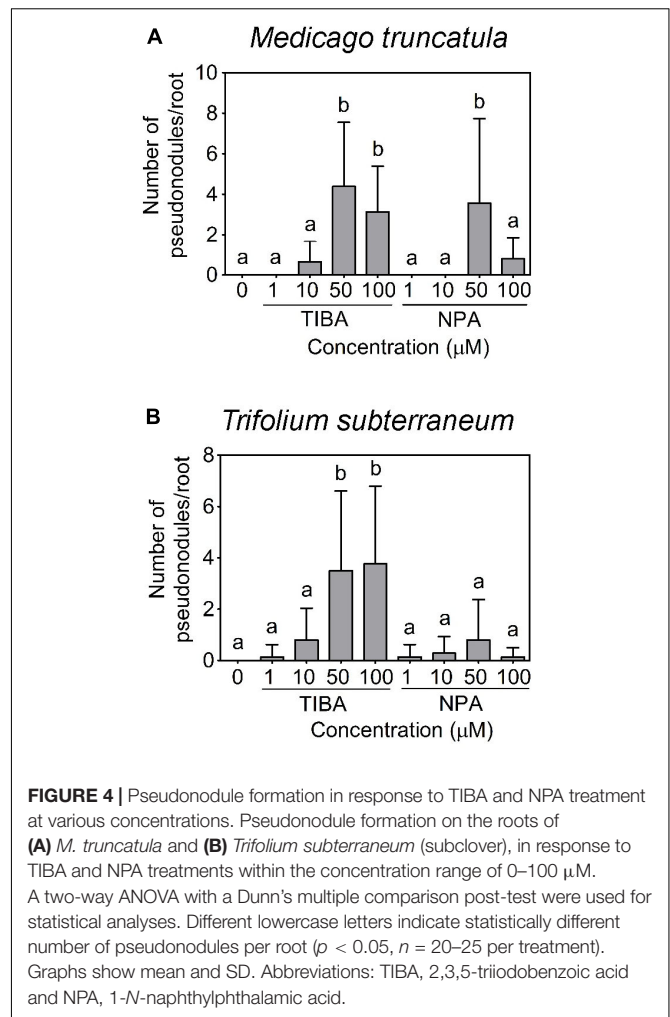 A Medicago truncatula
Number of
pseudonodules/root
10
8
6
4
2
0
a a a b b a a b a
0 1 10 50 100 1 10 50 100
TIBA NPA
Concentration (μM)
B Trifolium subterraneum
Number of
pseudonodules/root
8
6
4
2
0
a a a b b a a a a
0 1 10 50 100 1 10 50 100
TIBA NPA
Concentration (μM)
FIGURE 4 | Pseudonodule formation in response to TIBA and NPA treatment
at various concentrations. Pseudonodule formation on the roots of
(A) M. truncatula and (B) Trifolium subterraneum (subclover), in response to
TIBA and NPA treatments within the concentration range of 0–100 μM.
A two-way ANOVA with a Dunn's multiple comparison post-test were used for
statistical analyses. Different lowercase letters indicate statistically different
number of pseudonodules per root (p < 0.05, n = 20–25 per treatment).
Graphs show mean and SD. Abbreviations: TIBA, 2,3,5-triiodobenzoic acid
and NPA, 1-N-naphthylphthalamic acid.